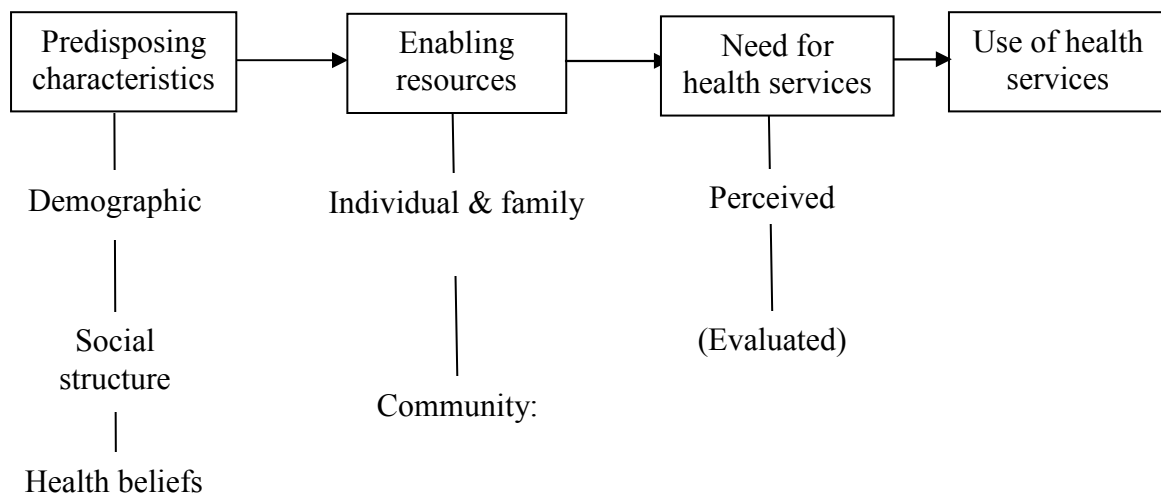 Predisposing
characteristics
Enabling
resources
Need for
health services
Use of health
services
Demographic
Individual & family
Perceived
Social
structure
(Evaluated)
Community:
Health beliefs